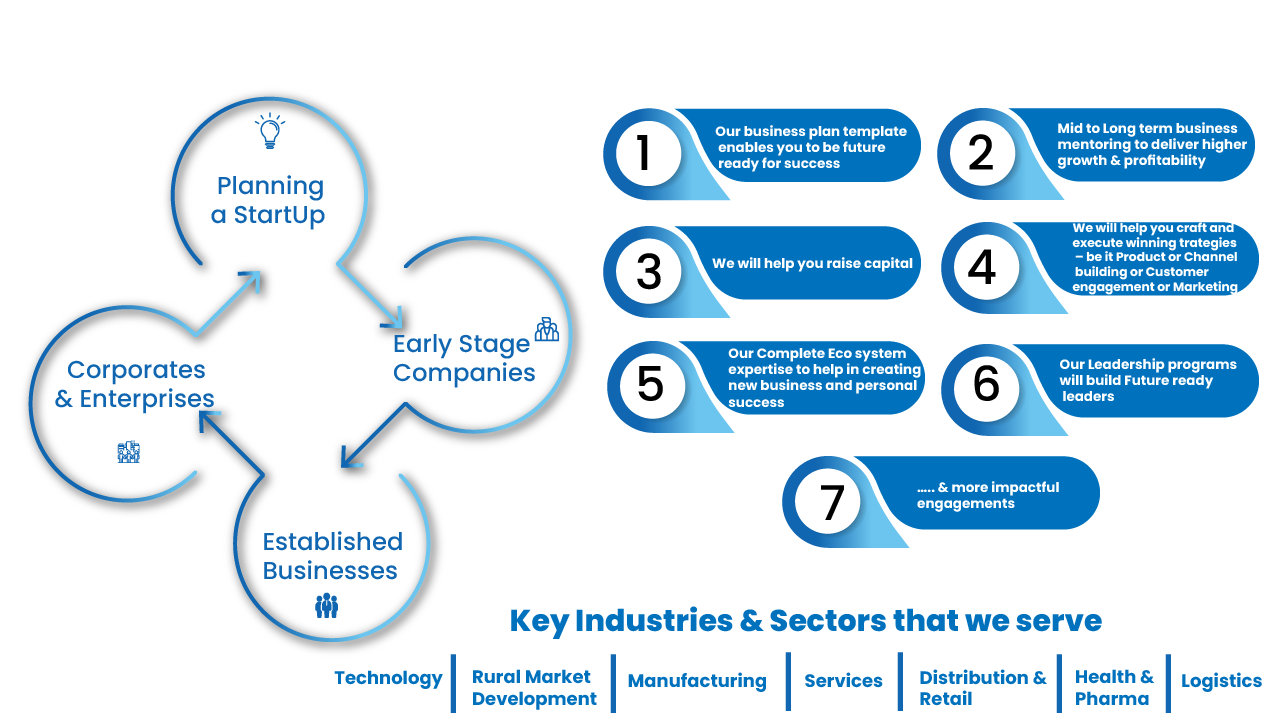 Planning
a StartUp
Early Stage
Companies
Corporates
& Enterprises
Established
Businesses
1
Our business plan template
enables you to be future
ready for success
2
Mid to Long term business
mentoring to deliver higher
growth & profitability
3
We will help you raise capital
4
We will help you craft and
execute winning trategies
– be it Product or Channel
building or Customer
engagement or Marketing
5
Our Complete Eco system
expertise to help in creating
new business and personal
success
6
Our Leadership programs
will build Future ready
leaders
7
..... & more impactful
engagements
Key Industries & Sectors that we serve
Technology
Rural Market
Development
Manufacturing
Services
Distribution &
Retail
Health &
Pharma
Logistics